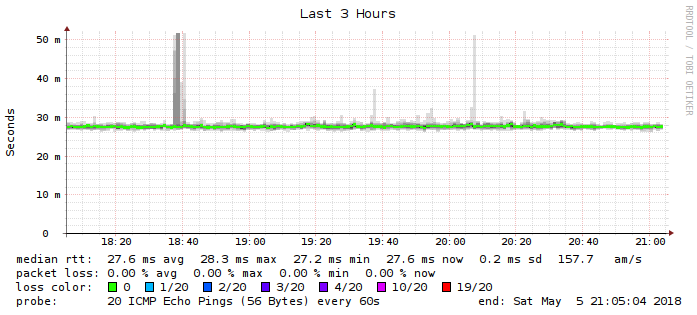 Last 3 Hours
RRDTOOL / TOBI OETIKER
Seconds
50 m
40 m
30 m
20 m
10 m
0
18:20 18:40 19:00 19:20 19:40 20:00 20:20 20:40 21:00
median rtt: 27.6 ms avg 28.3 ms max 27.2 ms min 27.6 ms now 0.2 ms sd 157.7 am/s
packet loss: 0.00 % avg 0.00 % max 0.00 % min 0.00 % now
loss color: 0 1/20 2/20 3/20 4/20 10/20 19/20
probe: 20 ICMP Echo Pings (56 Bytes) every 60s end: Sat May 5 21:05:04 2018